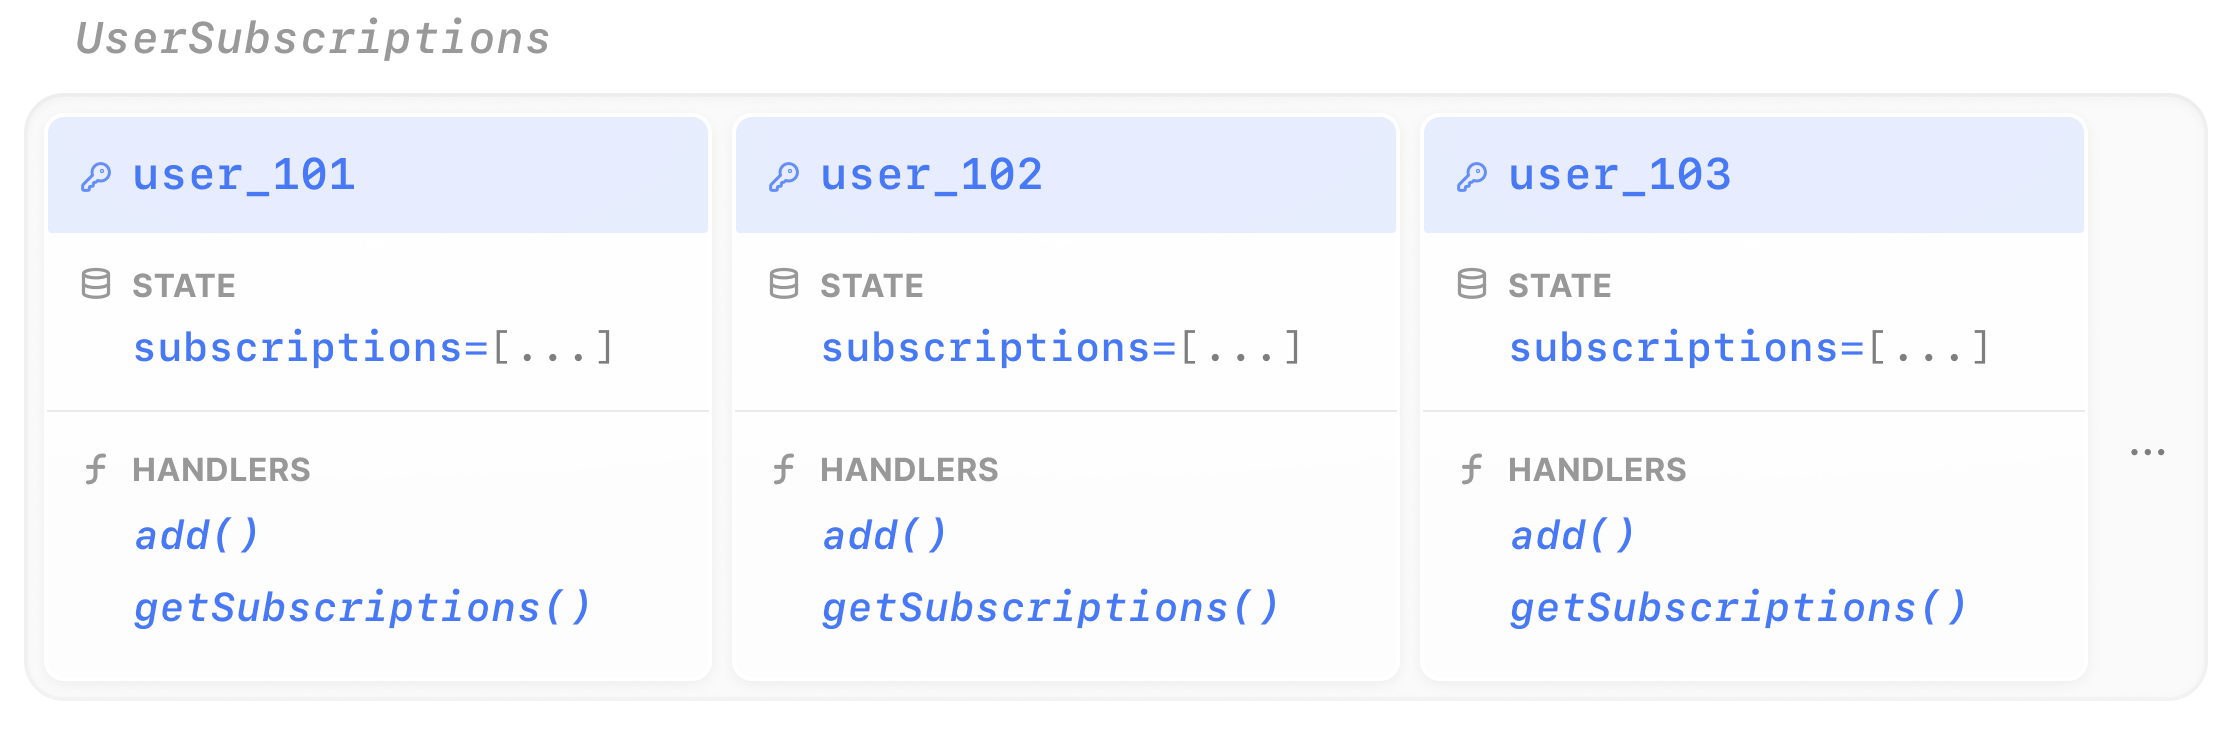 UserSubscriptions
user_101
STATE
subscriptions=[...]
HANDLERS
add()
getSubscriptions()
user_102
STATE
subscriptions=[...]
HANDLERS
add()
getSubscriptions()
user_103
STATE
subscriptions=[...]
HANDLERS
add()
getSubscriptions()
...